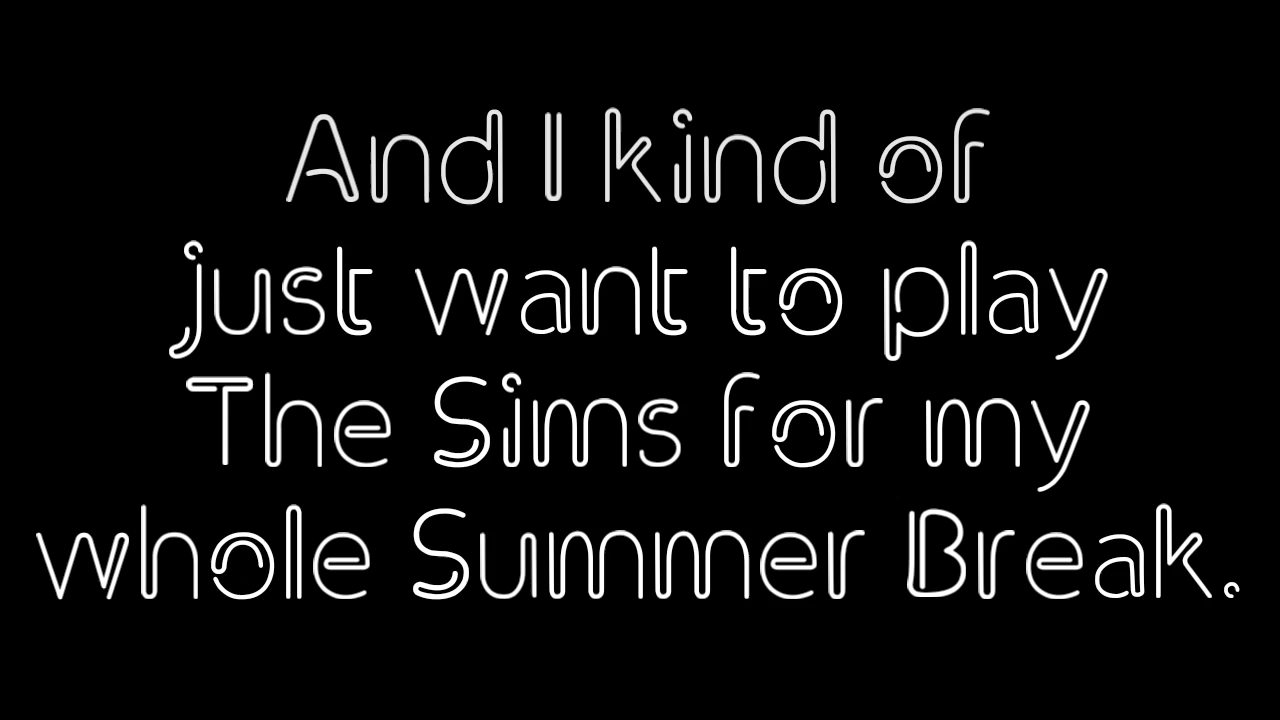 And I kind of
just want to play
The Sims for my
whole Summer Break.